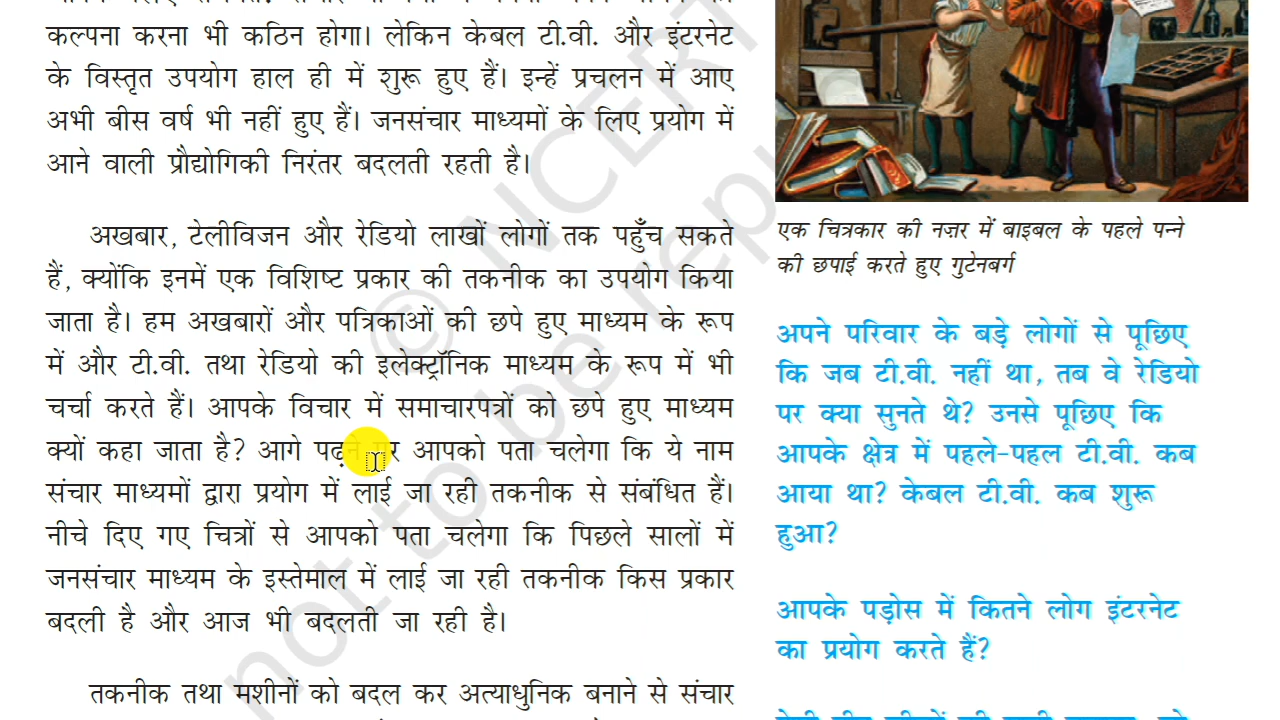 कल्पना करना भी कठिन होगा। लेकिन केबल टी.वी. और इंटरनेट
के विस्तृत उपयोग हाल ही में शुरू हुए हैं। इन्हें प्रचलन में आए
अभी बीस वर्ष भी नहीं हुए हैं। जनसंचार माध्यमों के लिए प्रयोग में
आने वाली प्रौद्योगिकी निरंतर बदलती रहती है।
अखबार, टेलीविजन और रेडियो लाखों लोगों तक पहुँच सकते
हैं, क्योंकि इनमें एक विशिष्ट प्रकार की तकनीक का उपयोग किया
जाता है। हम अखबारों और पत्रिकाओं की छपे हुए माध्यम के रूप
में और टी.वी. तथा रेडियो की इलेक्ट्रॉनिक माध्यम के रूप में भी
चर्चा करते हैं। आपके विचार में समाचारपत्रों को छपे हुए माध्यम
क्यों कहा जाता है? आगे पढ़ने पर आपको पता चलेगा कि ये नाम
संचार माध्यमों द्वारा प्रयोग में लाई जा रही तकनीक से संबंधित हैं।
नीचे दिए गए चित्रों से आपको पता चलेगा कि पिछले सालों में
जनसंचार माध्यम के इस्तेमाल में लाई जा रही तकनीक किस प्रकार
बदली है और आज भी बदलती जा रही है।
तकनीक तथा मशीनों को बदल कर अत्याधुनिक बनाने से संचार
एक चित्रकार की नज़र में बाइबल के पहले पन्ने
की छपाई करते हुए गुटेनबर्ग
अपने परिवार के बड़े लोगों से पूछिए
कि जब टी.वी. नहीं था, तब वे रेडियो
पर क्या सुनते थे? उनसे पूछिए कि
आपके क्षेत्र में पहले-पहल टी.वी. कब
आया था? केबल टी.वी. कब शुरू
हुआ?
आपके पड़ोस में कितने लोग इंटरनेट
का प्रयोग करते हैं?
© NCERT
not to be repu